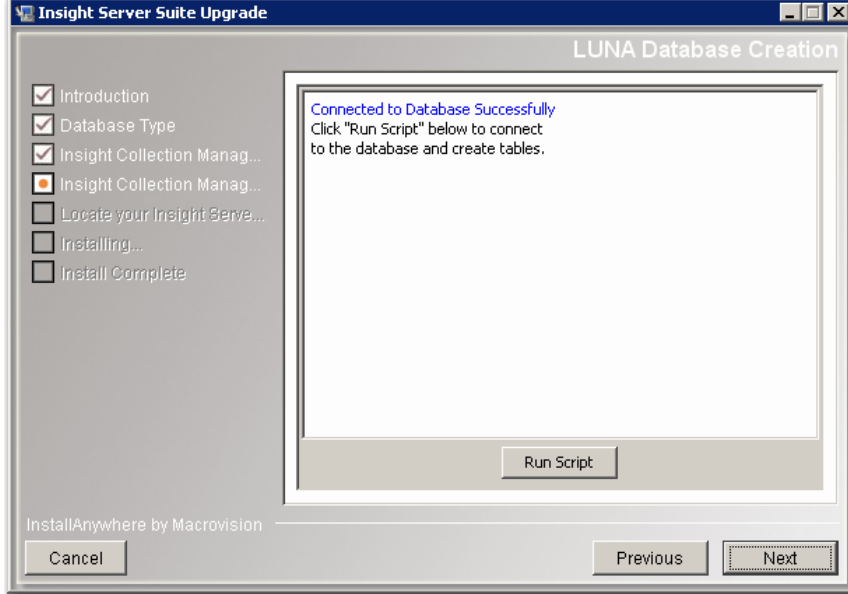 Insight Server Suite Upgrade
LUNA Database Creation
Introduction
Database Type
Insight Collection Manag...
Insight Collection Manag...
Locate your Insight Serve...
Installing...
Install Complete
Connected to Database Successfully
Click "Run Script" below to connect
to the database and create tables.
Run Script
InstallAnywhere by Macrovision
Cancel
Previous
Next